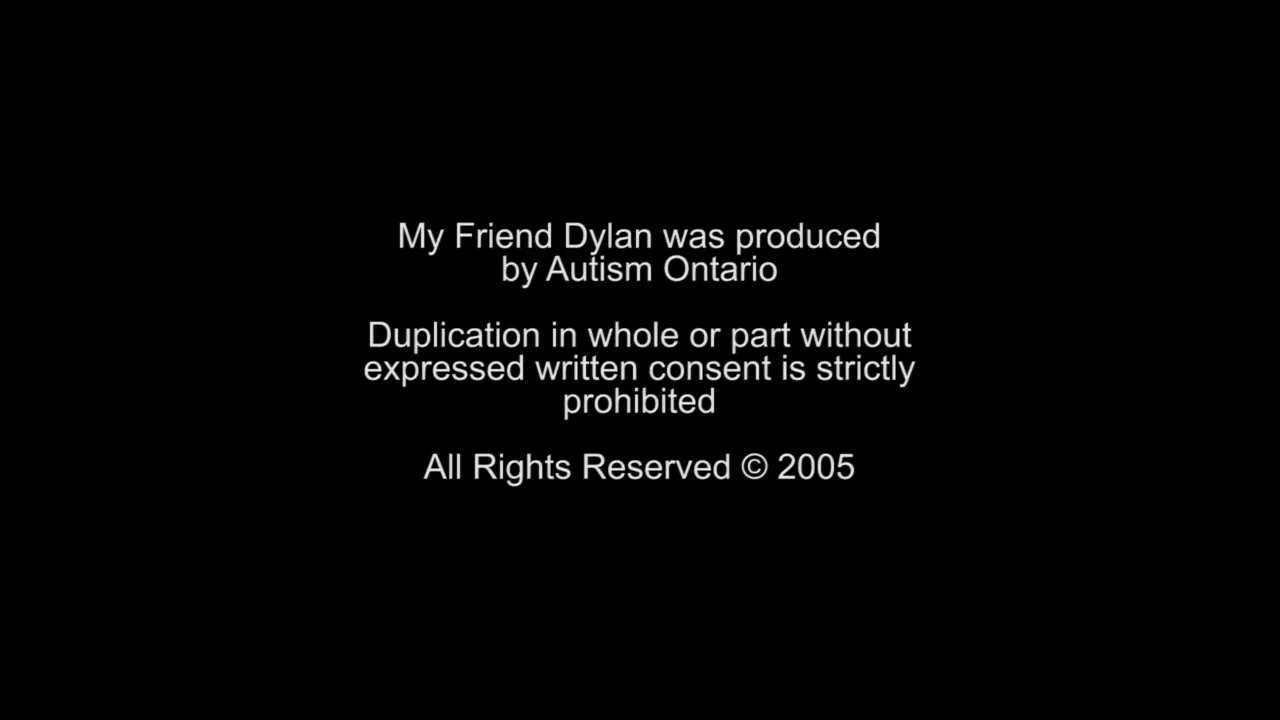 My Friend Dylan was produced
by Autism Ontario
Duplication in whole or part without
expressed written consent is strictly
prohibited
All Rights Reserved © 2005